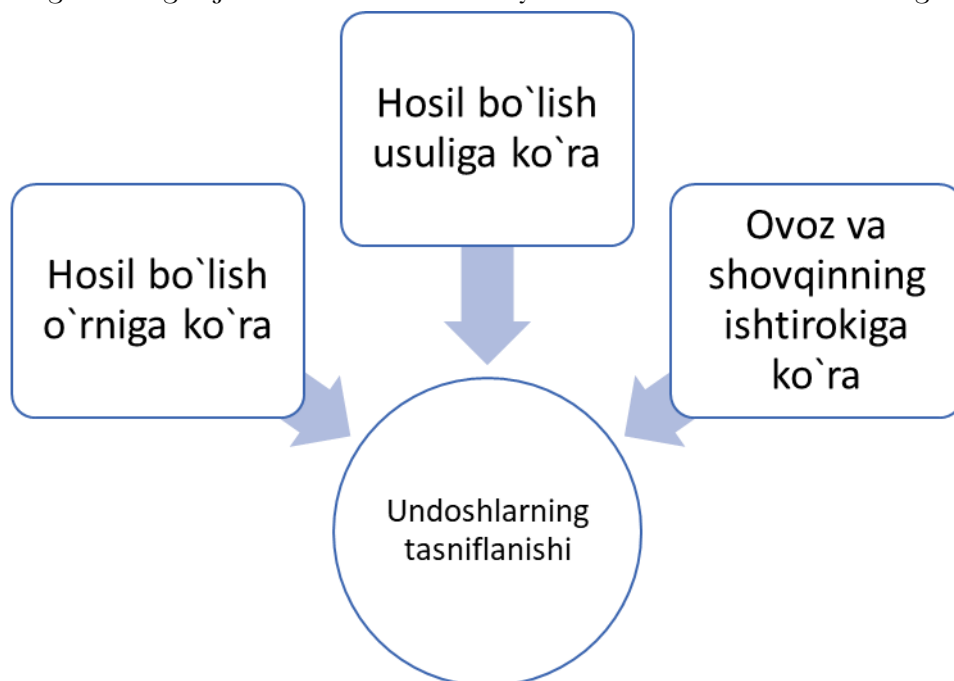 Hosil bo`lish
usuliga ko`ra
Hosil bo`lish
o`rniga ko`ra
Ovoz va
shovqinning
ishtirokiga
ko`ra
Undoshlarning
tasniflanishi